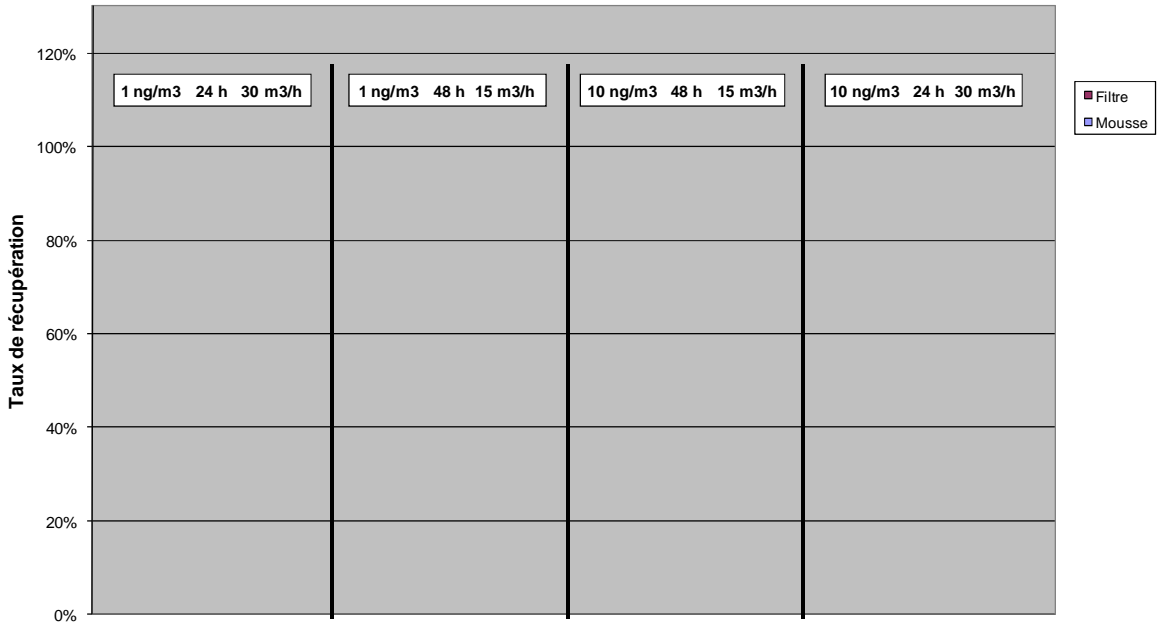 120%
100%
80%
60%
40%
20%
0%
Taux de récupération
1 ng/m3 24 h 30 m3/h
1 ng/m3 48 h 15 m3/h
10 ng/m3 48 h 15 m3/h
10 ng/m3 24 h 30 m3/h
Filtre
Mousse